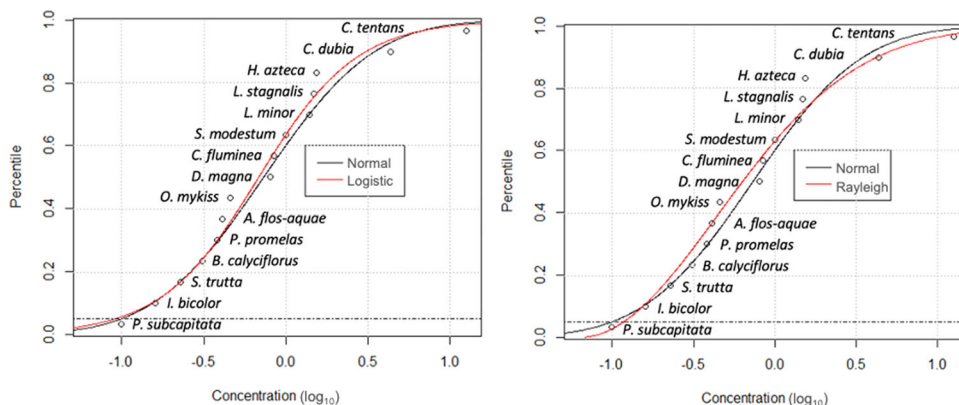 C. tentans
C. dubia
H. azteca
L. stagnalis
L. minor
S. modestum
C. fluminea
D. magna
O. mykiss
A. flos-aquae
P. promelas
B. calyciflorus
S. trutta
I. bicolor
P. subcapitata
Normal
Logistic
Percentile
0.0
0.2
0.4
0.6
0.8
1.0
-1.0
-0.5
0.0
0.5
1.0
Concentration (log10)
C. tentans
C. dubia
H. azteca
L. stagnalis
L. minor
S. modestum
C. fluminea
D. magna
O. mykiss
A. flos-aquae
P. promelas
B. calyciflorus
S. trutta
I. bicolor
P. subcapitata
Normal
Rayleigh
Percentile
0.0
0.2
0.4
0.6
0.8
1.0
-1.0
-0.5
0.0
0.5
1.0
Concentration (log10)